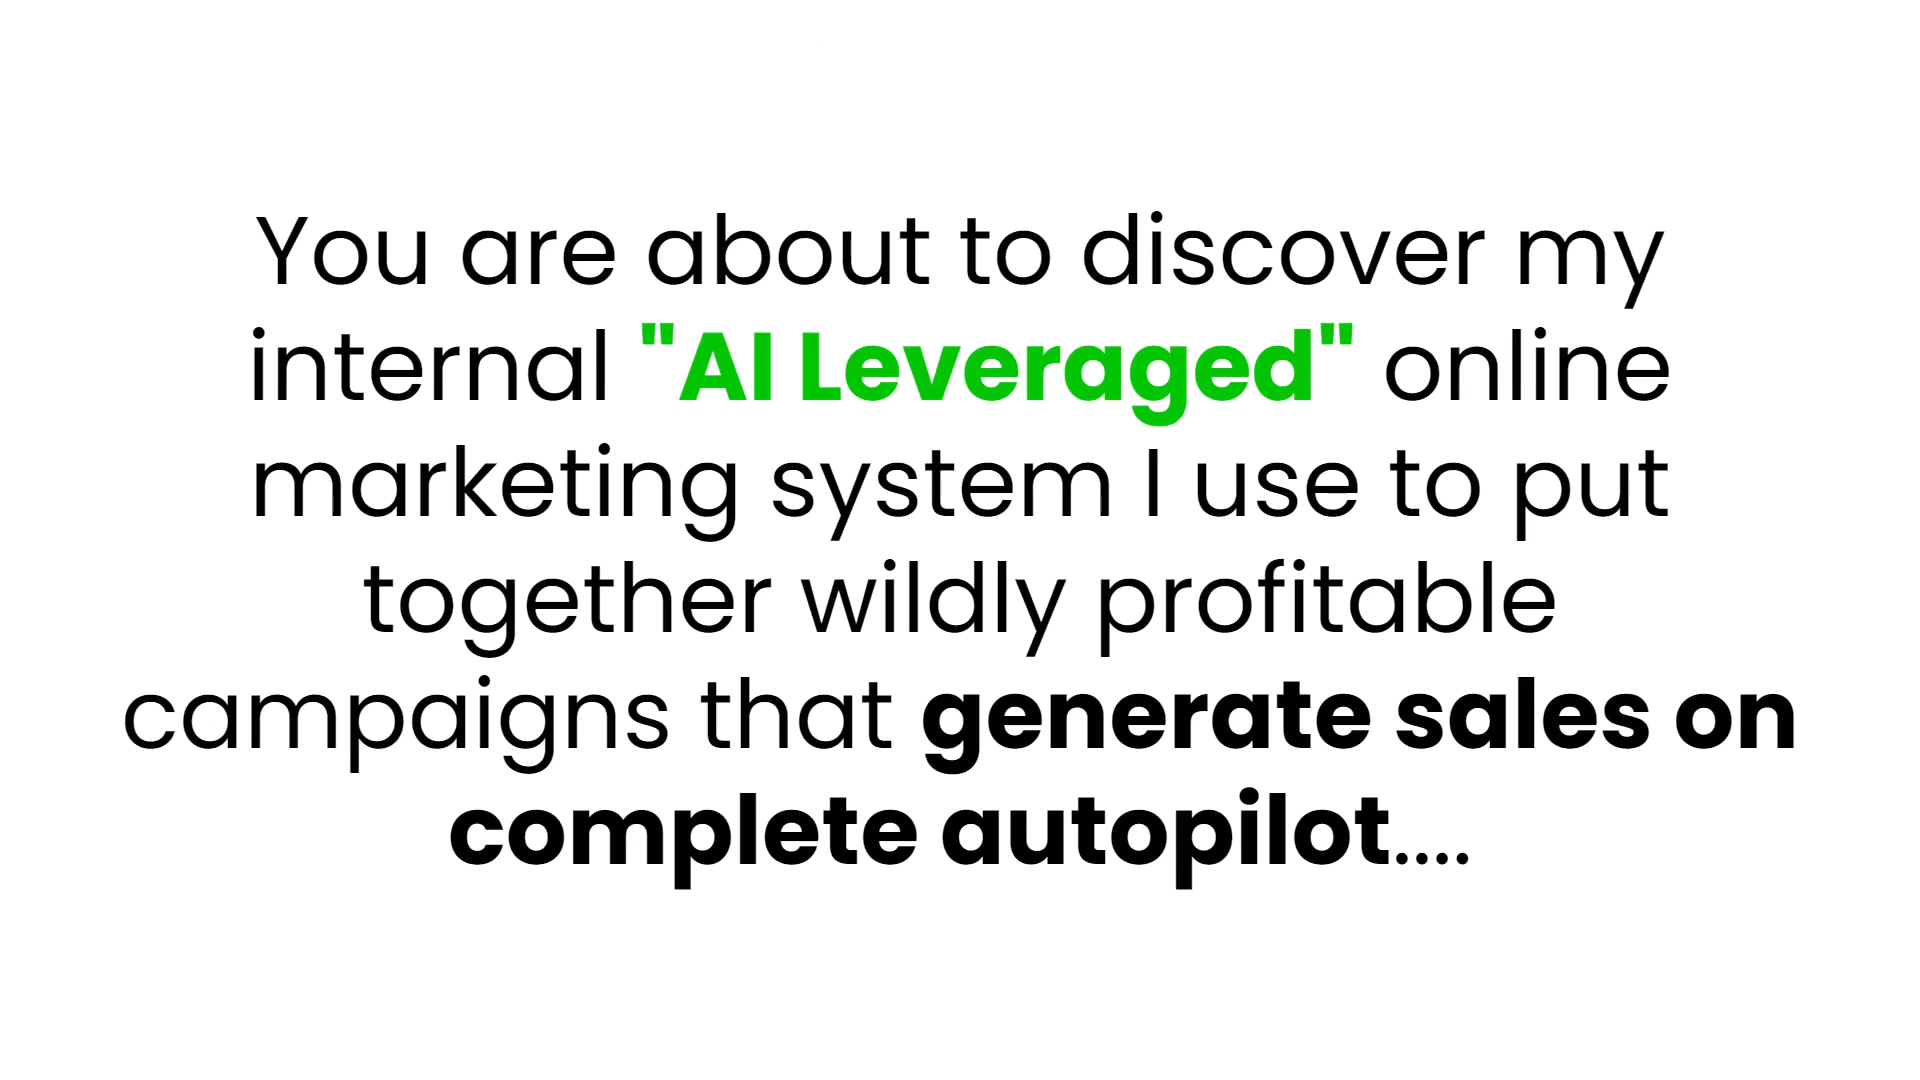 You are about to discover my
internal "AI Leveraged" online
marketing system I use to put
together wildly profitable
campaigns that generate sales on
complete autopilot....